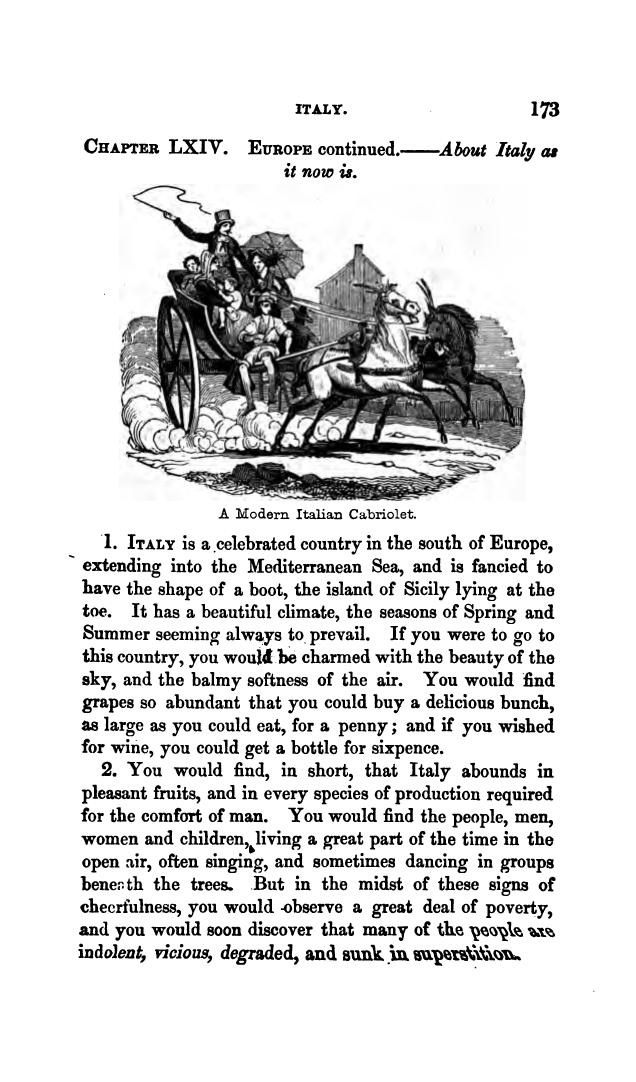 ITALY. 173
CHAPTER LXIV. EUROPE continued.——About Italy as
it now is.
A Modern Italian Cabriolet.
1. ITALY is a celebrated country in the south of Europe,
extending into the Mediterranean Sea, and is fancied to
have the shape of a boot, the island of Sicily lying at the
toe. It has a beautiful climate, the seasons of Spring and
Summer seeming always to prevail. If you were to go to
this country, you would be charmed with the beauty of the
sky, and the balmy softness of the air. You would find
grapes so abundant that you could buy a delicious bunch,
as large as you could eat, for a penny; and if you wished
for wine, you could get a bottle for sixpence.
2. You would find, in short, that Italy abounds in
pleasant fruits, and in every species of production required
for the comfort of man. You would find the people, men,
women and children, living a great part of the time in the
open air, often singing, and sometimes dancing in groups
beneath the trees. But in the midst of these signs of
cheerfulness, you would observe a great deal of poverty,
and you would soon discover that many of the people are
indolent, vicious, degraded, and sunk in superstition.